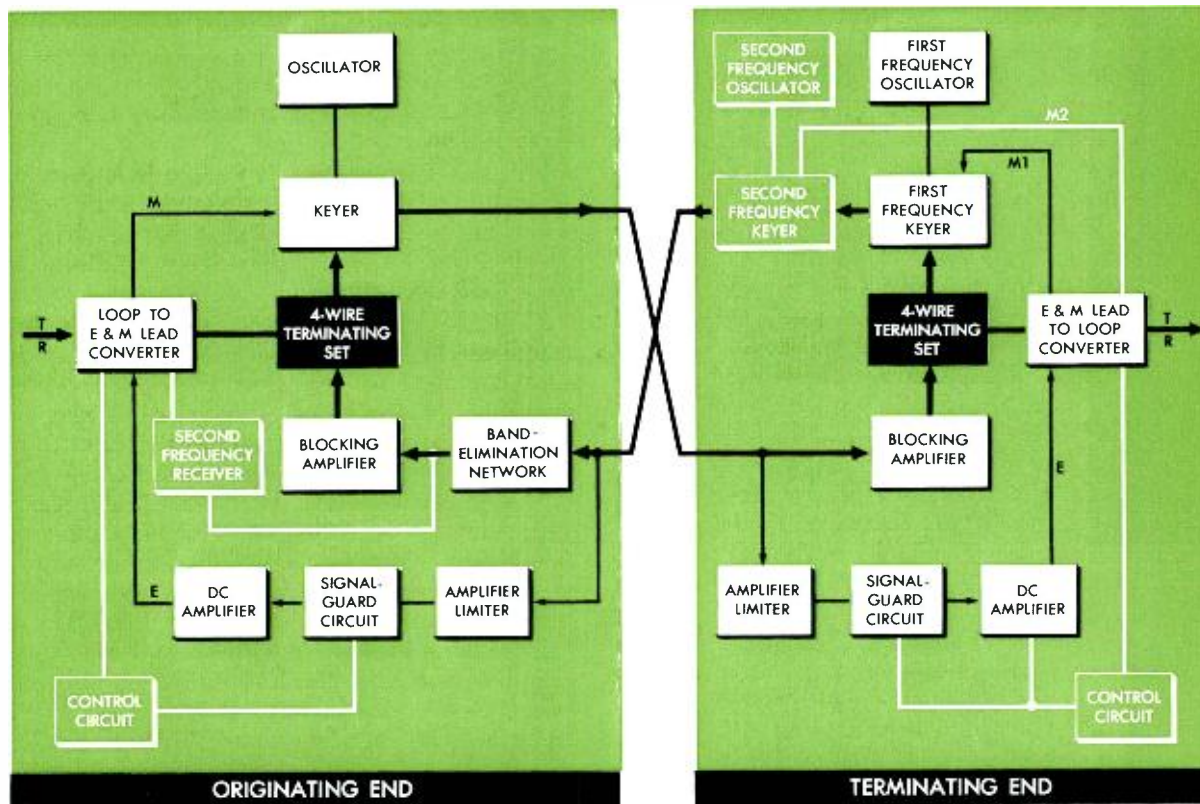 OSCILLATOR
M
KEYER
T
R
LOOP TO
E & M LEAD
CONVERTER
4-WIRE
TERMINATING
SET
SECOND
FREQUENCY
RECEIVER
BLOCKING
AMPLIFIER
BAND-
ELIMINATION
NETWORK
E
DC
AMPLIFIER
SIGNAL-
GUARD
CIRCUIT
AMPLIFIER
LIMITER
CONTROL
CIRCUIT
ORIGINATING END
SECOND
FREQUENCY
OSCILLATOR
FIRST
FREQUENCY
OSCILLATOR
M2
M1
SECOND
FREQUENCY
KEYER
FIRST
FREQUENCY
KEYER
4-WIRE
TERMINATING
SET
E & M LEAD
TO LOOP
CONVERTER
T
R
BLOCKING
AMPLIFIER
E
AMPLIFIER
LIMITER
SIGNAL-
GUARD
CIRCUIT
DC
AMPLIFIER
CONTROL
CIRCUIT
TERMINATING END